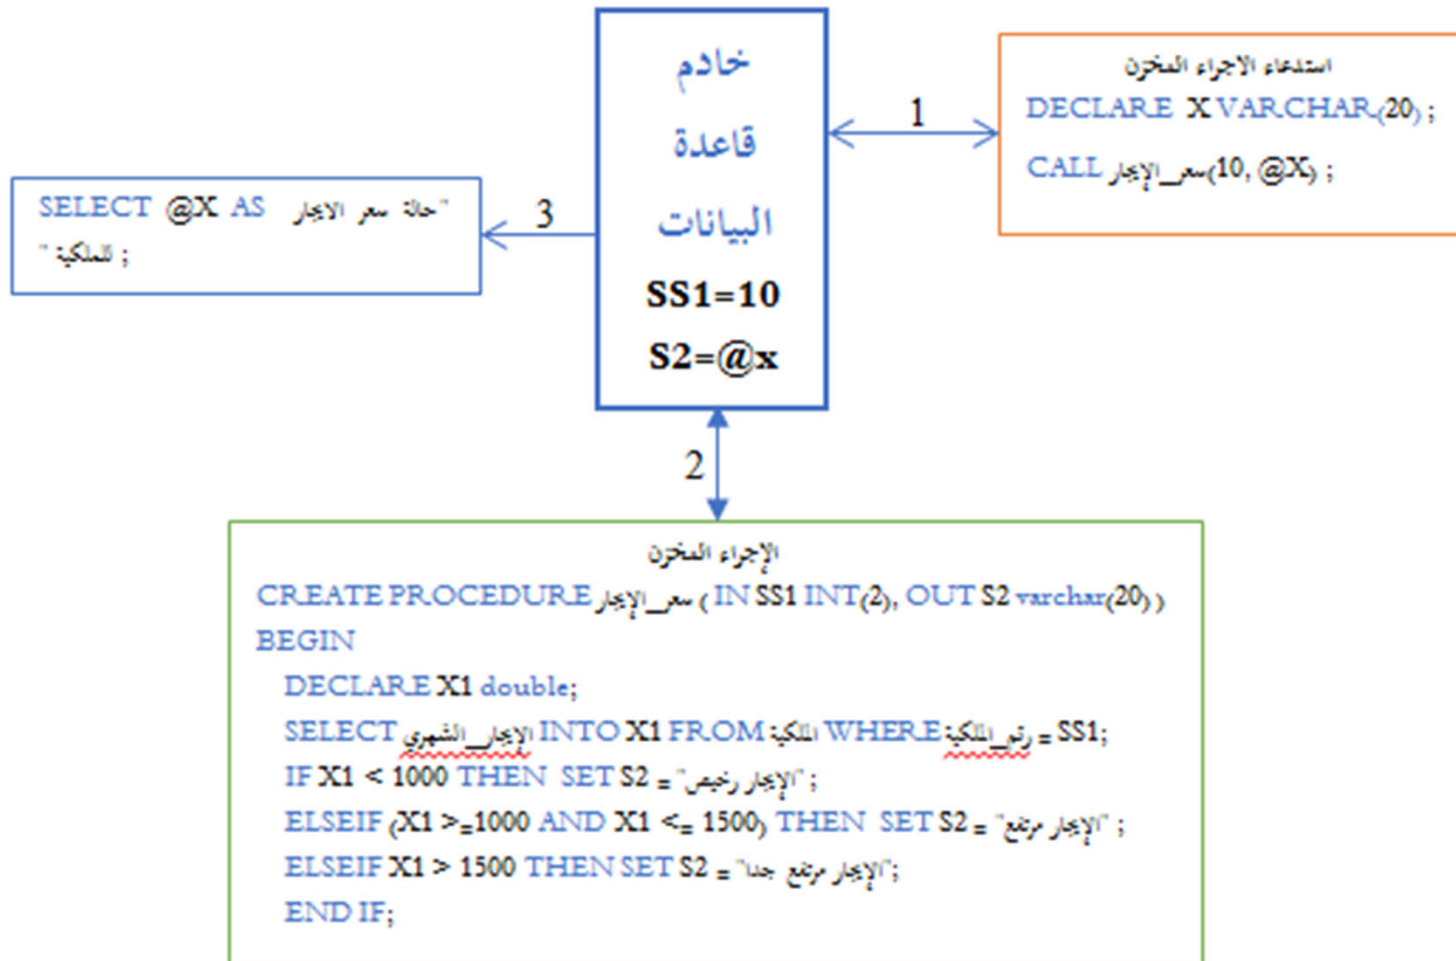 خادم
قاعدة
البيانات
SS1=10
S2=@x
1
استدعاء الاجراء المخزن
DECLARE X VARCHAR(20) ;
CALL سعر_الإيجار(10, @X) ;
3
SELECT @X AS "حالة سعر الايجار
للملكية " ;
2
الإجراء المخزن
CREATE PROCEDURE سعر_الإيجار ( IN SS1 INT(2), OUT S2 varchar(20) )
BEGIN
DECLARE X1 double;
SELECT الإيجار_الشهري INTO X1 FROM الملكية WHERE رقم_الملكية = SS1;
IF X1 < 1000 THEN SET S2 = "الإيجار رخيص" ;
ELSEIF (X1 >=1000 AND X1 <= 1500) THEN SET S2 = "الإيجار مرتفع" ;
ELSEIF X1 > 1500 THEN SET S2 = "الإيجار مرتفع جدا";
END IF;